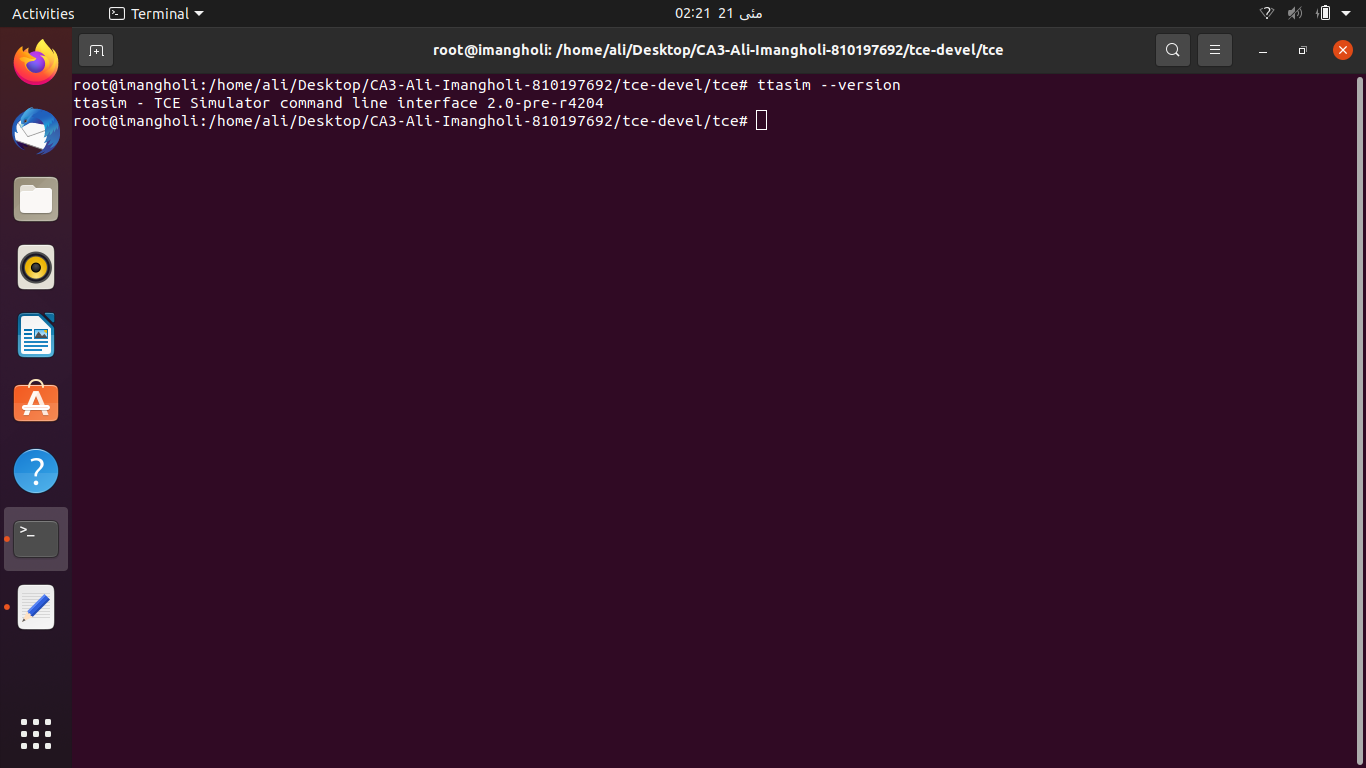 Activities
Terminal
02:21 21 مئی
root@imangholi: /home/ali/Desktop/CA3-Ali-Imangholi-810197692/tce-devel/tce
root@imangholi:/home/ali/Desktop/CA3-Ali-Imangholi-810197692/tce-devel/tce# ttasim --version
ttasim - TCE Simulator command line interface 2.0-pre-r4204
root@imangholi:/home/ali/Desktop/CA3-Ali-Imangholi-810197692/tce-devel/tce#